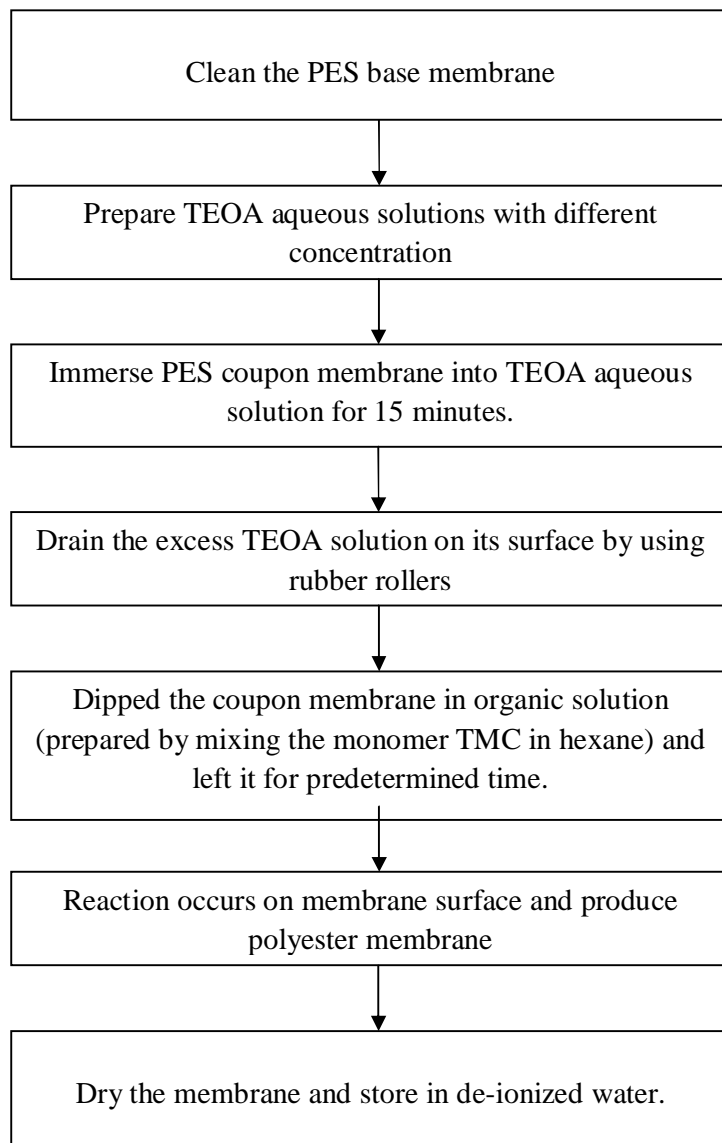 Clean the PES base membrane
Prepare TEOA aqueous solutions with different
concentration
Immerse PES coupon membrane into TEOA aqueous
solution for 15 minutes.
Drain the excess TEOA solution on its surface by using
rubber rollers
Dipped the coupon membrane in organic solution
(prepared by mixing the monomer TMC in hexane) and
left it for predetermined time.
Reaction occurs on membrane surface and produce
polyester membrane
Dry the membrane and store in de-ionized water.